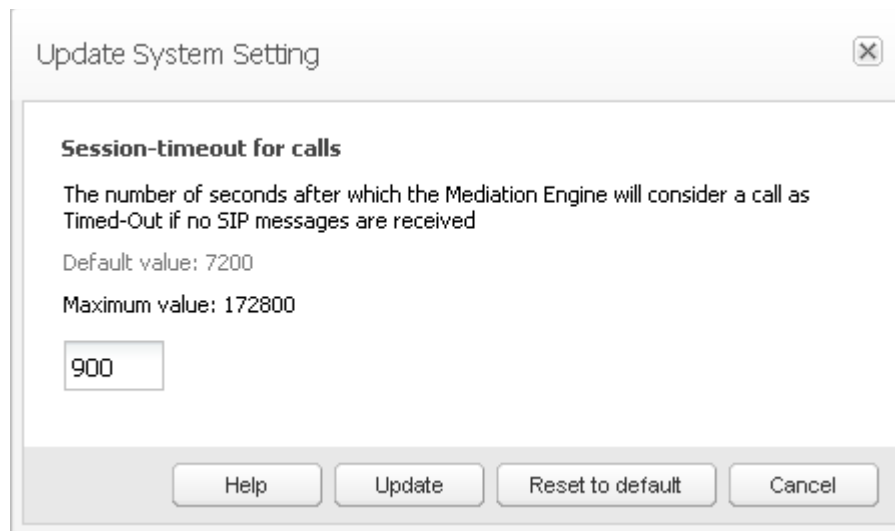 Update System Setting
Session-timeout for calls
The number of seconds after which the Mediation Engine will consider a call as
Timed-Out if no SIP messages are received
Default value: 7200
Maximum value: 172800
900
Help
Update
Reset to default
Cancel